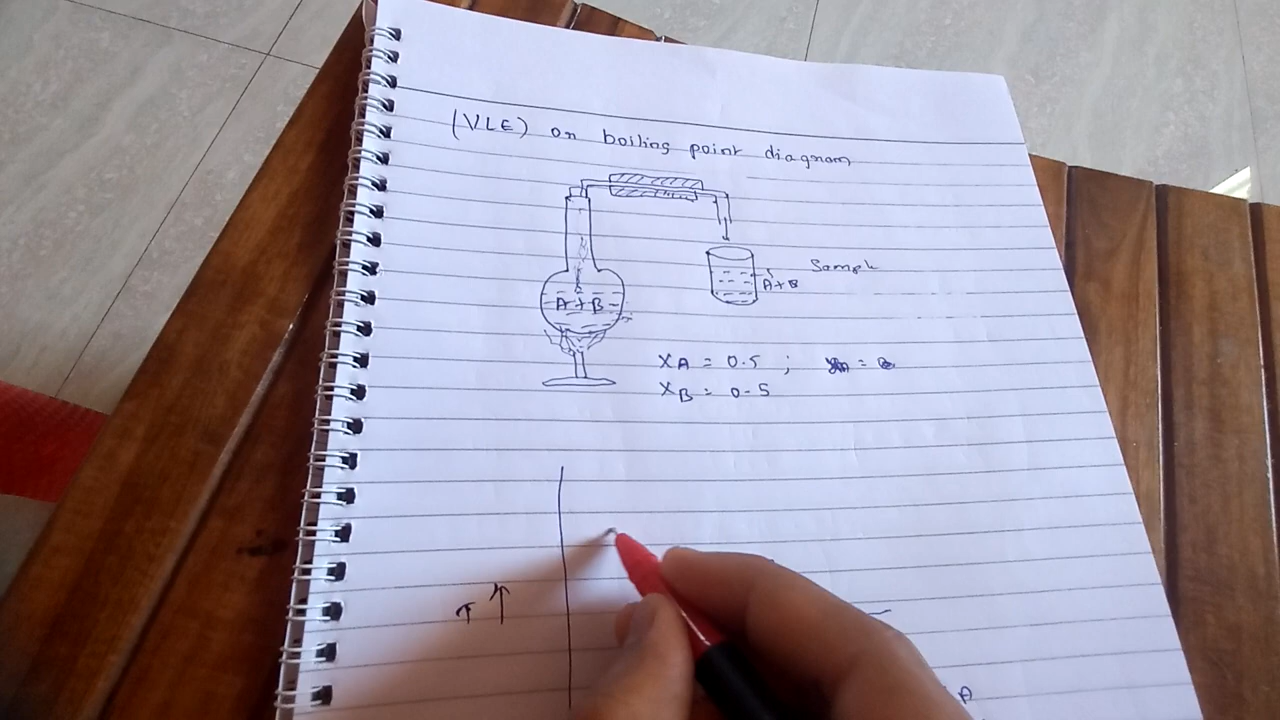 (VLE) on boiling point diagram
Sample
A+B
A+B
XA = 0.5 ;
XB = 0.5
T
A